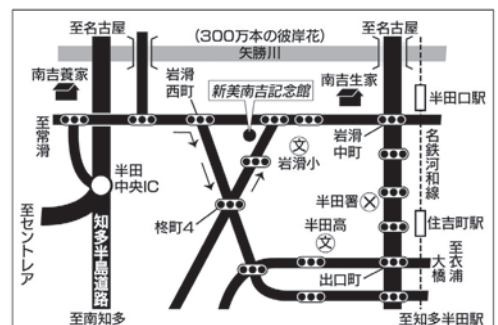 至名古屋
(300万本の彼岸花)
至名古屋
矢勝川
南吉養家
岩滑
西町
新美南吉記念館
南吉生家
半田口駅
至常滑
文
岩滑小
岩滑
中町
名鉄河和線
半田
中央IC
半田署
柊町4
半田高
文
住吉町駅
至セントレア
知多半島道路
出口町
至衣浦
大橋
至南知多
至知多半田駅